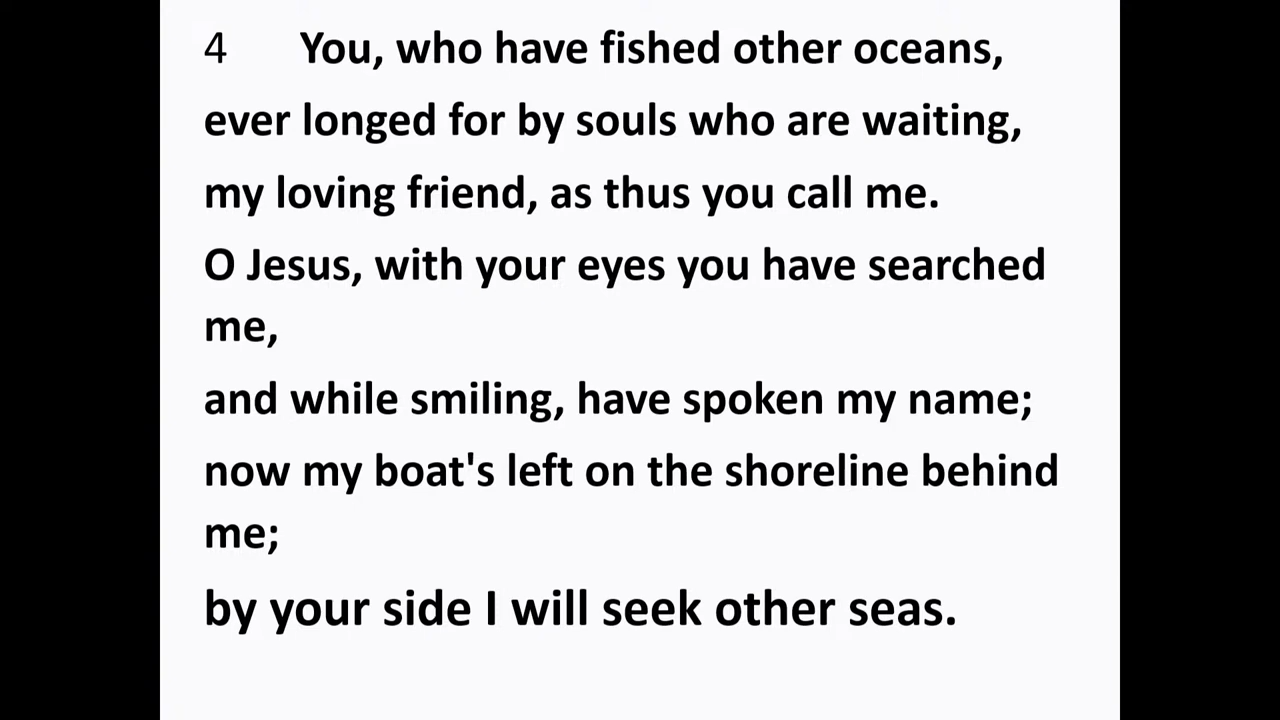 4 You, who have fished other oceans,
ever longed for by souls who are waiting,
my loving friend, as thus you call me.
O Jesus, with your eyes you have searched
me,
and while smiling, have spoken my name;
now my boat's left on the shoreline behind
me;
by your side I will seek other seas.